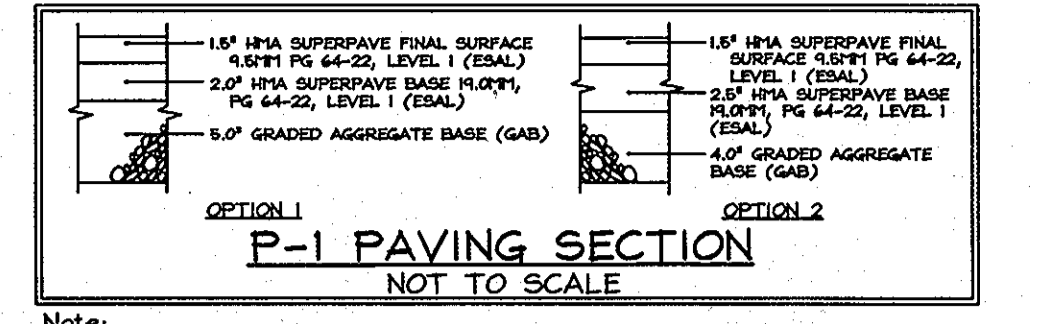 1.5" HMA SUPERPAVE FINAL SURFACE
9.5MM PG 64-22, LEVEL 1 (ESAL)
2.0" HMA SUPERPAVE BASE 19.0MM,
PG 64-22, LEVEL 1 (ESAL)
5.0" GRADED AGGREGATE BASE (GAB)
OPTION 1
1.5" HMA SUPERPAVE FINAL
SURFACE 9.5MM PG 64-22,
LEVEL 1 (ESAL)
2.5" HMA SUPERPAVE BASE
19.0MM, PG 64-22, LEVEL 1
(ESAL)
4.0" GRADED AGGREGATE
BASE (GAB)
OPTION 2
P-1 PAVING SECTION
NOT TO SCALE
Note: